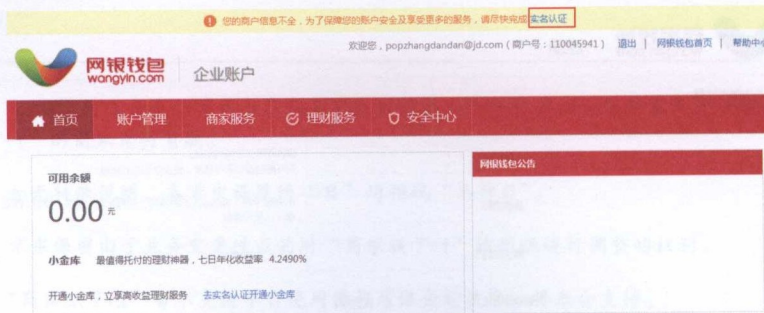 您的商户信息不全，为了保障您的账户安全及享受更多的服务，请尽快完成 实名认证
欢迎您，popzhangdandan@jd.com（商户号：110045941） 退出 | 网银钱包首页 | 帮助中心
网银钱包
wangyin.com
企业账户
首页 账户管理 商家服务 理财服务 安全中心
可用余额
0.00 元
小金库 最值得托付的理财神器，七日年化收益率 4.2490%
开通小金库，立享高收益理财服务 去实名认证开通小金库
网银钱包公告